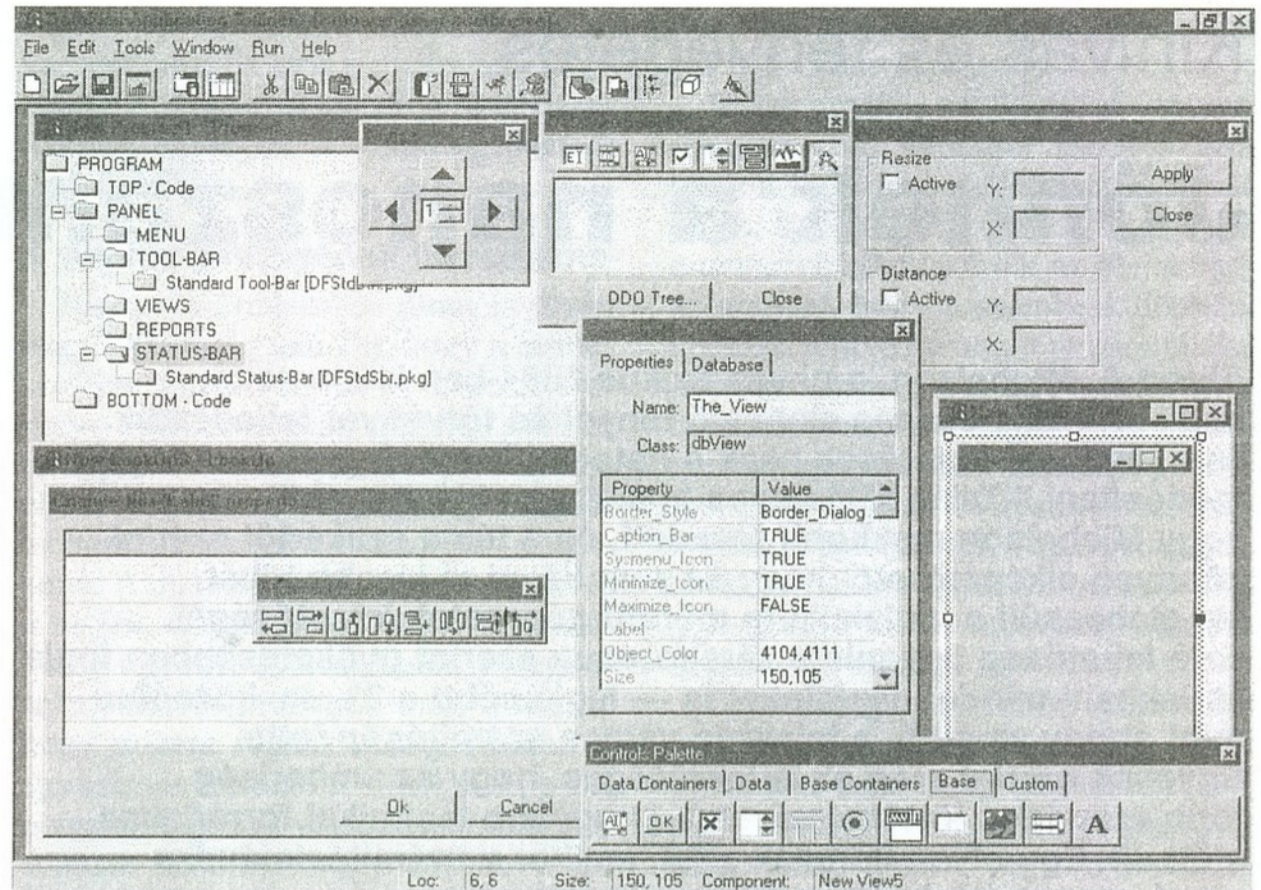 File Edit Tools Window Run Help
PROGRAM
TOP - Code
PANEL
MENU
TOOL-BAR
Standard Tool-Bar
VIEWS
REPORTS
STATUS-BAR
Standard Status-Bar [DFStdSbr.pkg]
BOTTOM - Code
1
DDO Tree...
Close
Resize
Active
Y:
X:
Apply
Close
Distance
Active
Y:
X:
Properties
Database
Name: The_View
Class: dbView
Property Value
Border_Style Border_Dialog
Caption_Bar TRUE
Sysmenu_Icon TRUE
Minimize_Icon TRUE
Maximize_Icon FALSE
Label
Object_Color 4104,4111
Size 150,105
Ok
Cancel
Controls Palette
Data Containers Data Base Containers Base Custom
OK
A
Loc: 6, 6 Size: 150, 105 Component: New View5